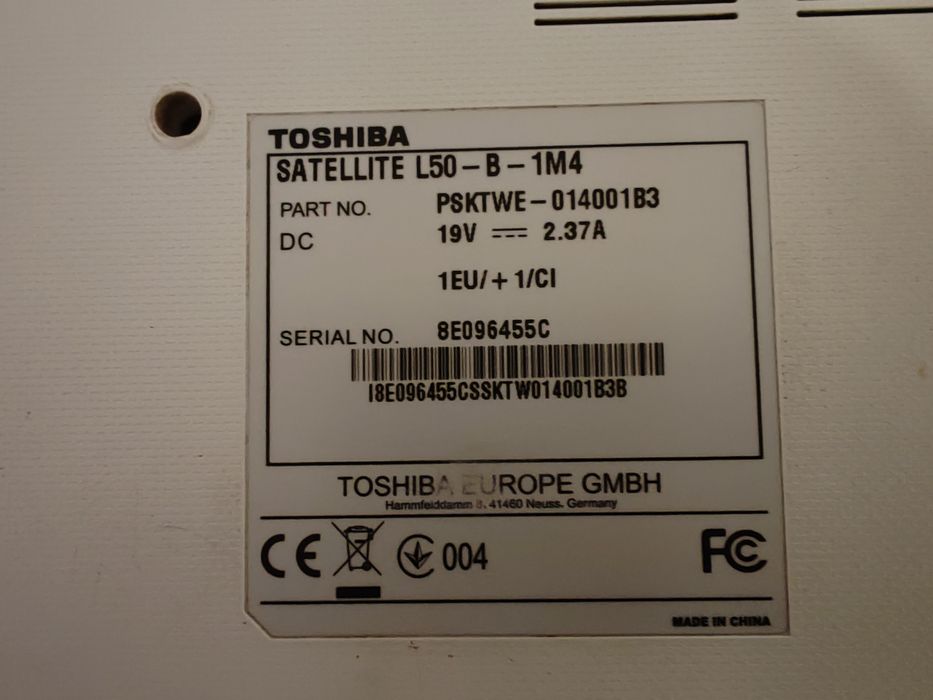 TOSHIBA
SATELLITE L50-B-1M4
PART NO. PSKTWE-014001B3
DC 19V 2.37A
1EU/+1/CI
SERIAL NO. 8E096455C
I8E096455CSSKTW014001B3B
TOSHIBA EUROPE GMBH
Hammfelddamm 8, 41460 Neuss, Germany
CE 004 FC
MADE IN CHINA